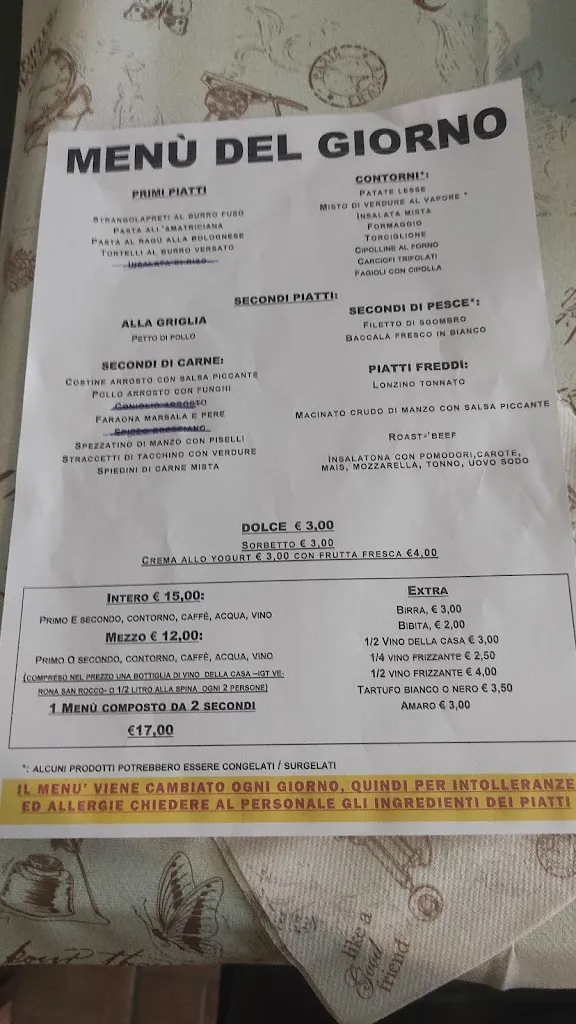 MENÙ DEL GIORNO
PRIMI PIATTI
STRANGOLAPRETI AL BURRO FUSO
PASTA ALL'AMATRICIANA
PASTA AL RAGÙ ALLA BOLOGNESE
TORTELLI AL BURRO VERSATO
INSALATA DI RISO
CONTORNI*:
PATATE LESSE
MISTO DI VERDURE AL VAPORE *
INSALATA MISTA
FORMAGGIO
TORCIGLIONE
CIPOLLINE AL FORNO
CARCIOFI TRIFOLATI
FAGIOLI CON CIPOLLA
SECONDI PIATTI:
ALLA GRIGLIA
PETTO DI POLLO
SECONDI DI CARNE:
COSTINE ARROSTO CON SALSA PICCANTE
POLLO ARROSTO CON FUNGHI
CONIGLIO ARROSTO
FARAONA MARSALA E PERE
SPIEDO BRESCIANO
SPEZZATINO DI MANZO CON PISELLI
STRACCETTI DI TACCHINO CON VERDURE
SPIEDINI DI CARNE MISTA
SECONDI DI PESCE*:
FILETTO DI SGOMBRO
BACCALÀ FRESCO IN BIANCO
PIATTI FREDDI:
LONZINO TONNATO
MACINATO CRUDO DI MANZO CON SALSA PICCANTE
ROAST-'BEEF
INSALATONA CON POMODORI,CAROTE,
MAIS, MOZZARELLA, TONNO, UOVO SODO
DOLCE € 3,00
SORBETTO € 3,00
CREMA ALLO YOGURT € 3,00 CON FRUTTA FRESCA €4,00
INTERO € 15,00:
PRIMO E SECONDO, CONTORNO, CAFFÈ, ACQUA, VINO
MEZZO € 12,00:
PRIMO O SECONDO, CONTORNO, CAFFÈ, ACQUA, VINO
(COMPRESO NEL PREZZO UNA BOTTIGLIA DI VINO DELLA CASA –IGT VE-
RONA SAN ROCCO- O 1/2 LITRO ALLA SPINA OGNI 2 PERSONE)
1 MENÙ COMPOSTO DA 2 SECONDI
€17,00
EXTRA
BIRRA, € 3,00
BIBITA, € 2,00
1/2 VINO DELLA CASA € 3,00
1/4 VINO FRIZZANTE € 2,50
1/2 VINO FRIZZANTE € 4,00
TARTUFO BIANCO O NERO € 3,50
AMARO € 3,00
*: ALCUNI PRODOTTI POTREBBERO ESSERE CONGELATI / SURGELATI
IL MENU' VIENE CAMBIATO OGNI GIORNO, QUINDI PER INTOLLERANZE
ED ALLERGIE CHIEDERE AL PERSONALE GLI INGREDIENTI DEI PIATTI
like a
Good
friend